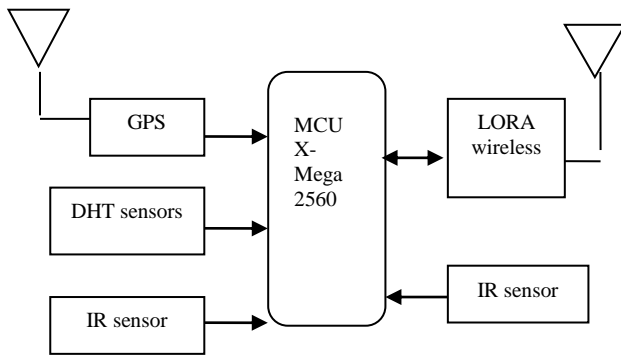 GPS
DHT sensors
IR sensor
MCU
X-
Mega
2560
LORA
wireless
IR sensor